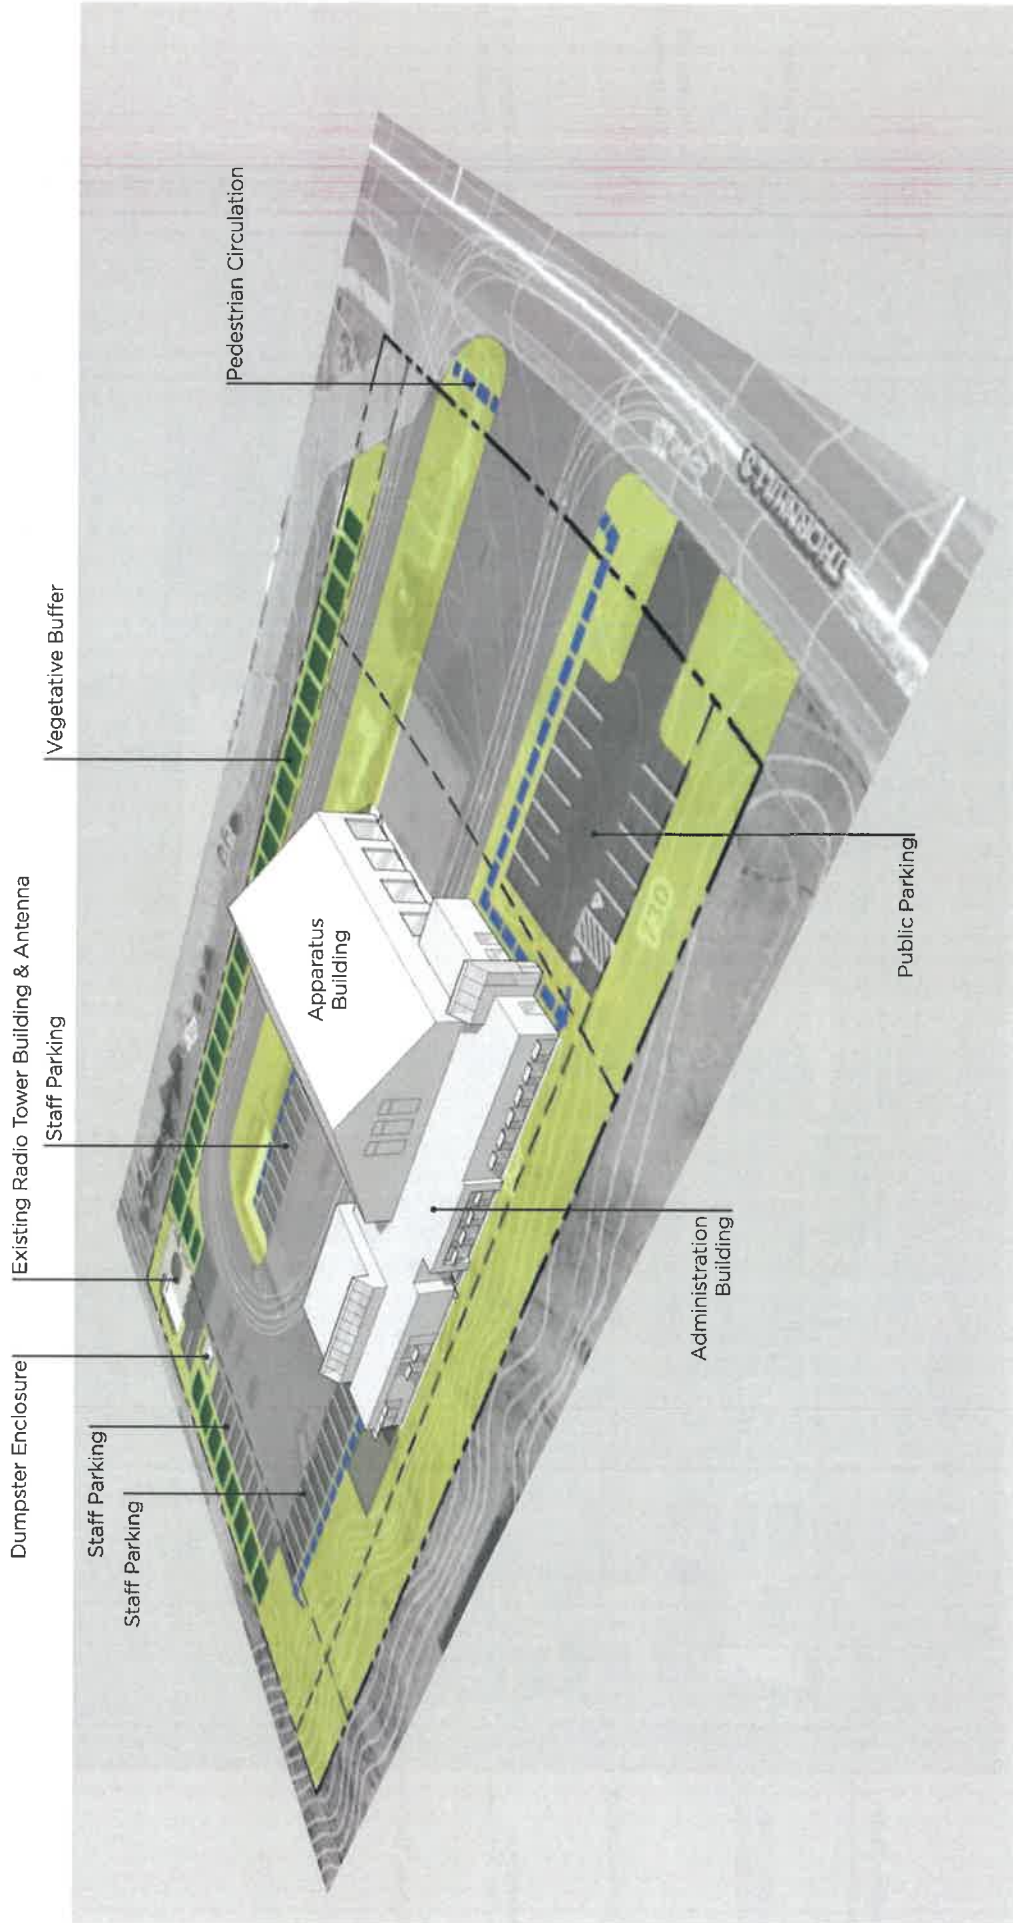 Dumpster Enclosure
Existing Radio Tower Building & Antenna
Staff Parking
Staff Parking
Staff Parking
Vegetative Buffer
Pedestrian Circulation
Apparatus
Building
Administration
Building
Public Parking
730